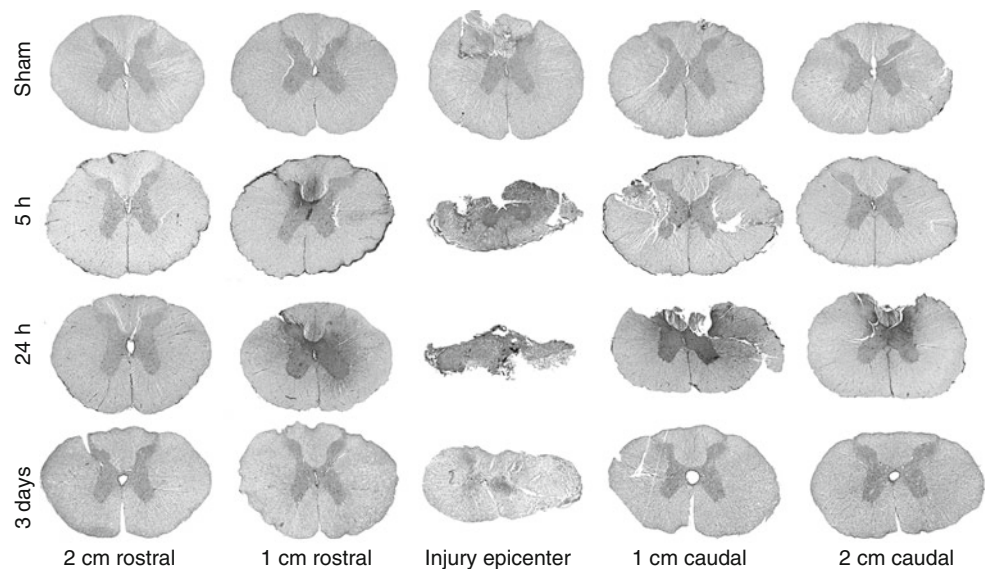 Sham
5 h
24 h
3 days
2 cm rostral
1 cm rostral
Injury epicenter
1 cm caudal
2 cm caudal